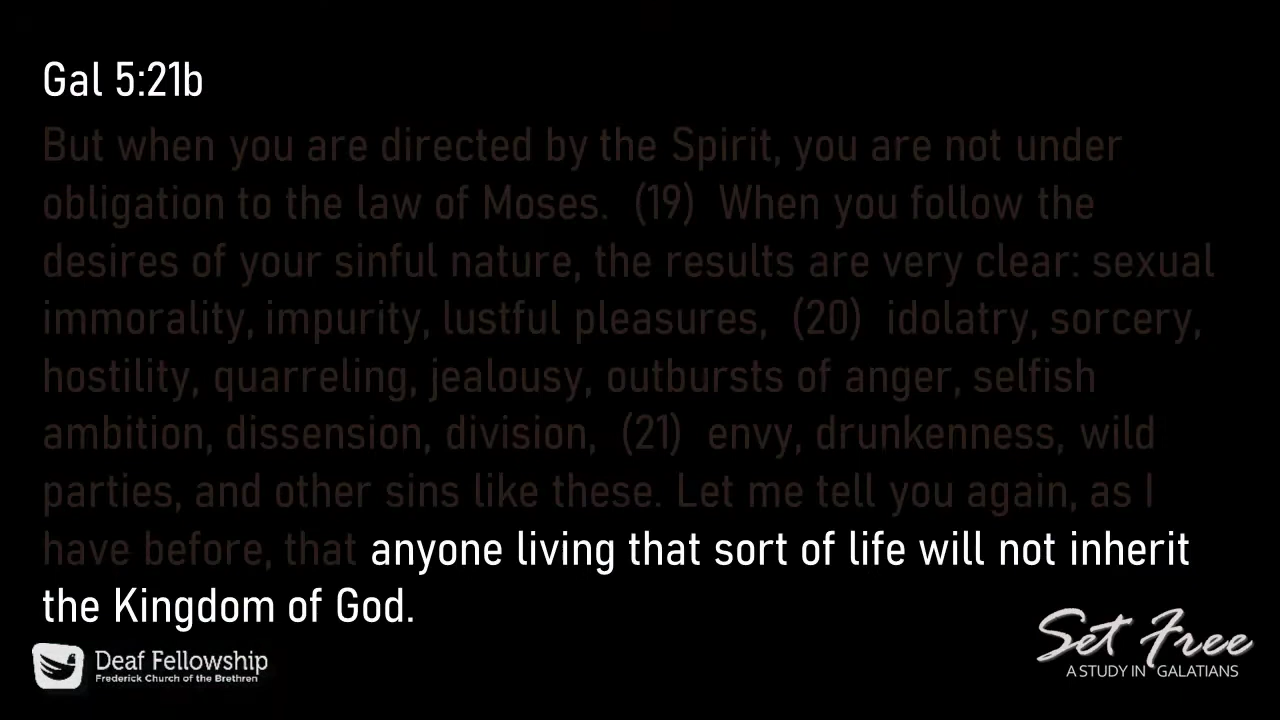 Gal 5:21b
But when you are directed by the Spirit, you are not under
obligation to the law of Moses.  (19)  When you follow the
desires of your sinful nature, the results are very clear: sexual
immorality, impurity, lustful pleasures,  (20)  idolatry, sorcery,
hostility, quarreling, jealousy, outbursts of anger, selfish
ambition, dissension, division,  (21)  envy, drunkenness, wild
parties, and other sins like these. Let me tell you again, as I
have before, that anyone living that sort of life will not inherit
the Kingdom of God.
Deaf Fellowship
Frederick Church of the Brethren
Set Free
A STUDY IN GALATIANS